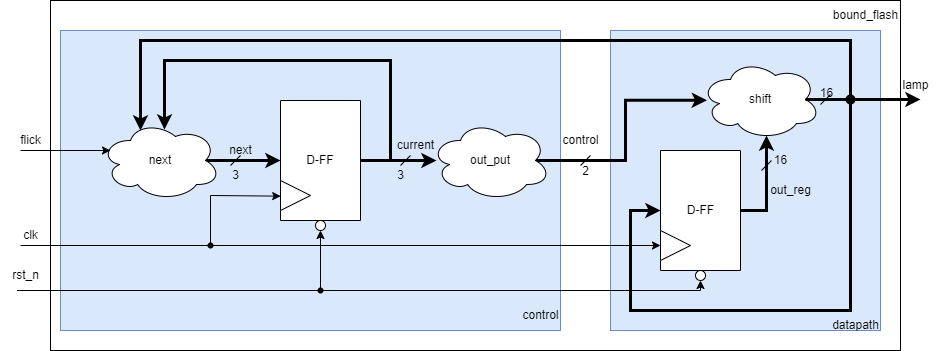 bound_flash
lamp
16
shift
flick
next
next
3
D-FF
current
3
out_put
control
2
16
out_reg
D-FF
clk
rst_n
control
datapath